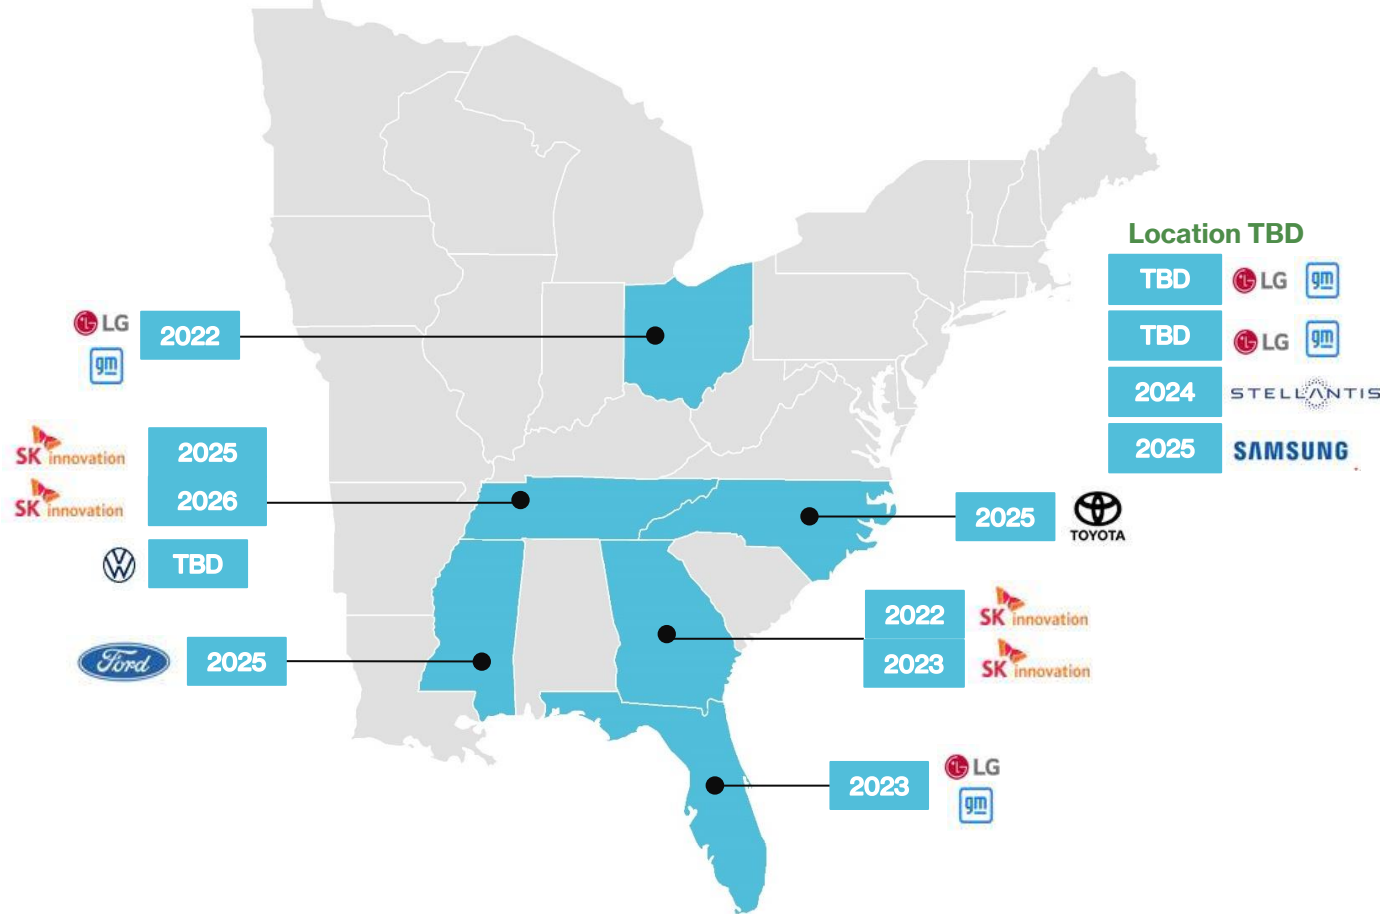 Location TBD
TBD
LG
gm
TBD
LG
gm
2024
STELLANTIS
2025
SAMSUNG
LG
gm
2022
SK innovation
2025
SK innovation
2026
VW
TBD
Ford
2025
2025
TOYOTA
2022
SK innovation
2023
SK innovation
2023
LG
gm